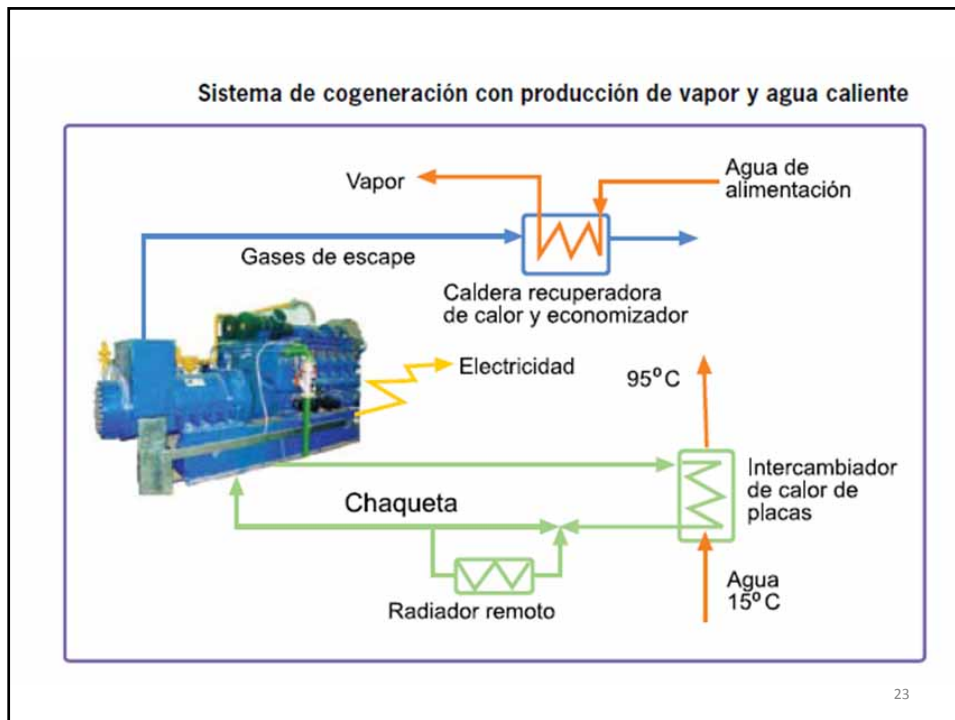 Sistema de cogeneración con producción de vapor y agua caliente
Vapor
Agua de
alimentación
Gases de escape
Caldera recuperadora
de calor y economizador
Electricidad
95ºC
Intercambiador
de calor de
placas
Chaqueta
Radiador remoto
Agua
15ºC
23